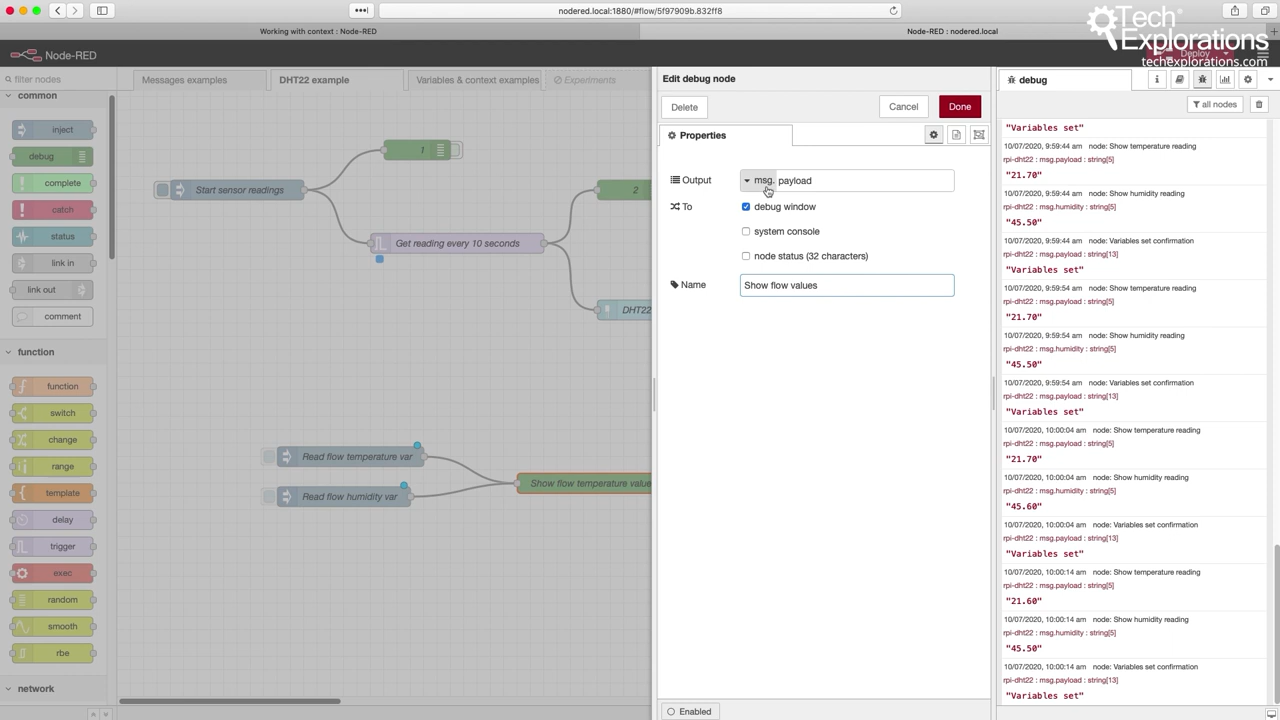 nodered.local:1880/#flow/5f97909b.832ff8
Working with context : Node-RED
Node-RED : nodered.local
Tech
Explorations
techexplorations.com
Node-RED
Deploy
filter nodes
Messages examples
DHT22 example
Variables & context examples
Experiments
common
inject
debug
complete
catch
status
link in
link out
comment
function
function
switch
change
range
template
delay
trigger
exec
random
smooth
rbe
network
Start sensor readings
1
Get reading every 10 seconds
2
DHT22
Read flow temperature var
Read flow humidity var
Show flow temperature value
Edit debug node
Delete
Cancel
Done
Properties
Output
msg. payload
To
debug window
system console
node status (32 characters)
Name
Show flow values
Enabled
debug
all nodes
"Variables set"
10/07/2020, 9:59:44 am node: Show temperature reading
rpi-dht22 : msg.payload : string[5]
"21.70"
10/07/2020, 9:59:44 am node: Show humidity reading
rpi-dht22 : msg.humidity : string[5]
"45.50"
10/07/2020, 9:59:44 am node: Variables set confirmation
rpi-dht22 : msg.payload : string[13]
"Variables set"
10/07/2020, 9:59:54 am node: Show temperature reading
rpi-dht22 : msg.payload : string[5]
"21.70"
10/07/2020, 9:59:54 am node: Show humidity reading
rpi-dht22 : msg.humidity : string[5]
"45.50"
10/07/2020, 9:59:54 am node: Variables set confirmation
rpi-dht22 : msg.payload : string[13]
"Variables set"
10/07/2020, 10:00:04 am node: Show temperature reading
rpi-dht22 : msg.payload : string[5]
"21.70"
10/07/2020, 10:00:04 am node: Show humidity reading
rpi-dht22 : msg.humidity : string[5]
"45.60"
10/07/2020, 10:00:04 am node: Variables set confirmation
rpi-dht22 : msg.payload : string[13]
"Variables set"
10/07/2020, 10:00:14 am node: Show temperature reading
rpi-dht22 : msg.payload : string[5]
"21.60"
10/07/2020, 10:00:14 am node: Show humidity reading
rpi-dht22 : msg.humidity : string[5]
"45.50"
10/07/2020, 10:00:14 am node: Variables set confirmation
rpi-dht22 : msg.payload : string[13]
"Variables set"